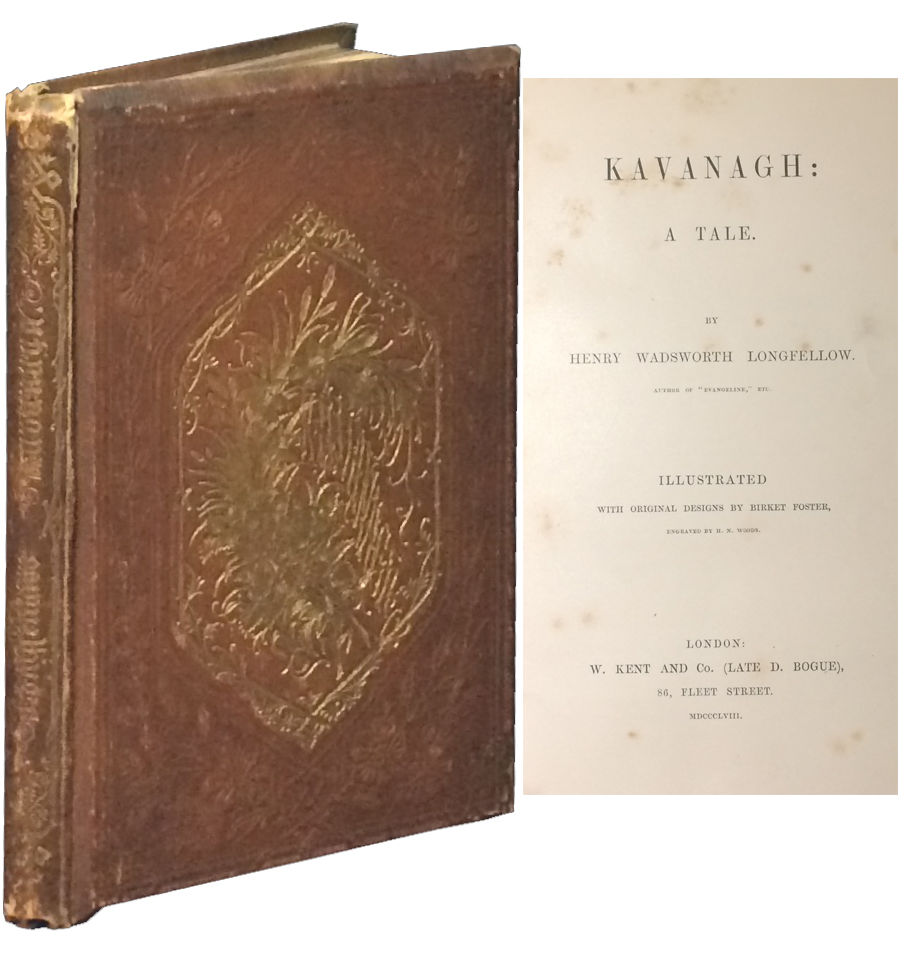 KAVANAGH:
A TALE.
BY
HENRY WADSWORTH LONGFELLOW.
AUTHOR OF "EVANGELINE," ETC.
ILLUSTRATED
WITH ORIGINAL DESIGNS BY BIRKET FOSTER,
ENGRAVED BY H. N. WOODS.
LONDON:
W. KENT AND Co. (LATE D. BOGUE),
86, FLEET STREET.
MDCCCLVIII.